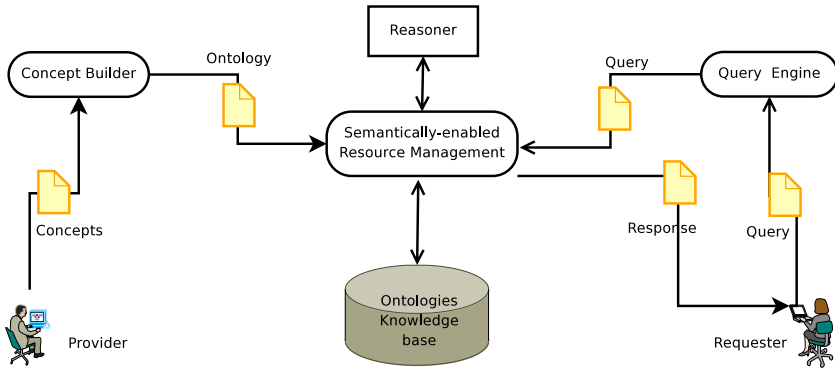 Reasoner
Ontology
Query
Concept Builder
Query Engine
Semantically-enabled
Resource Management
Concepts
Response
Query
Ontologies
Knowledge
base
Provider
Requester